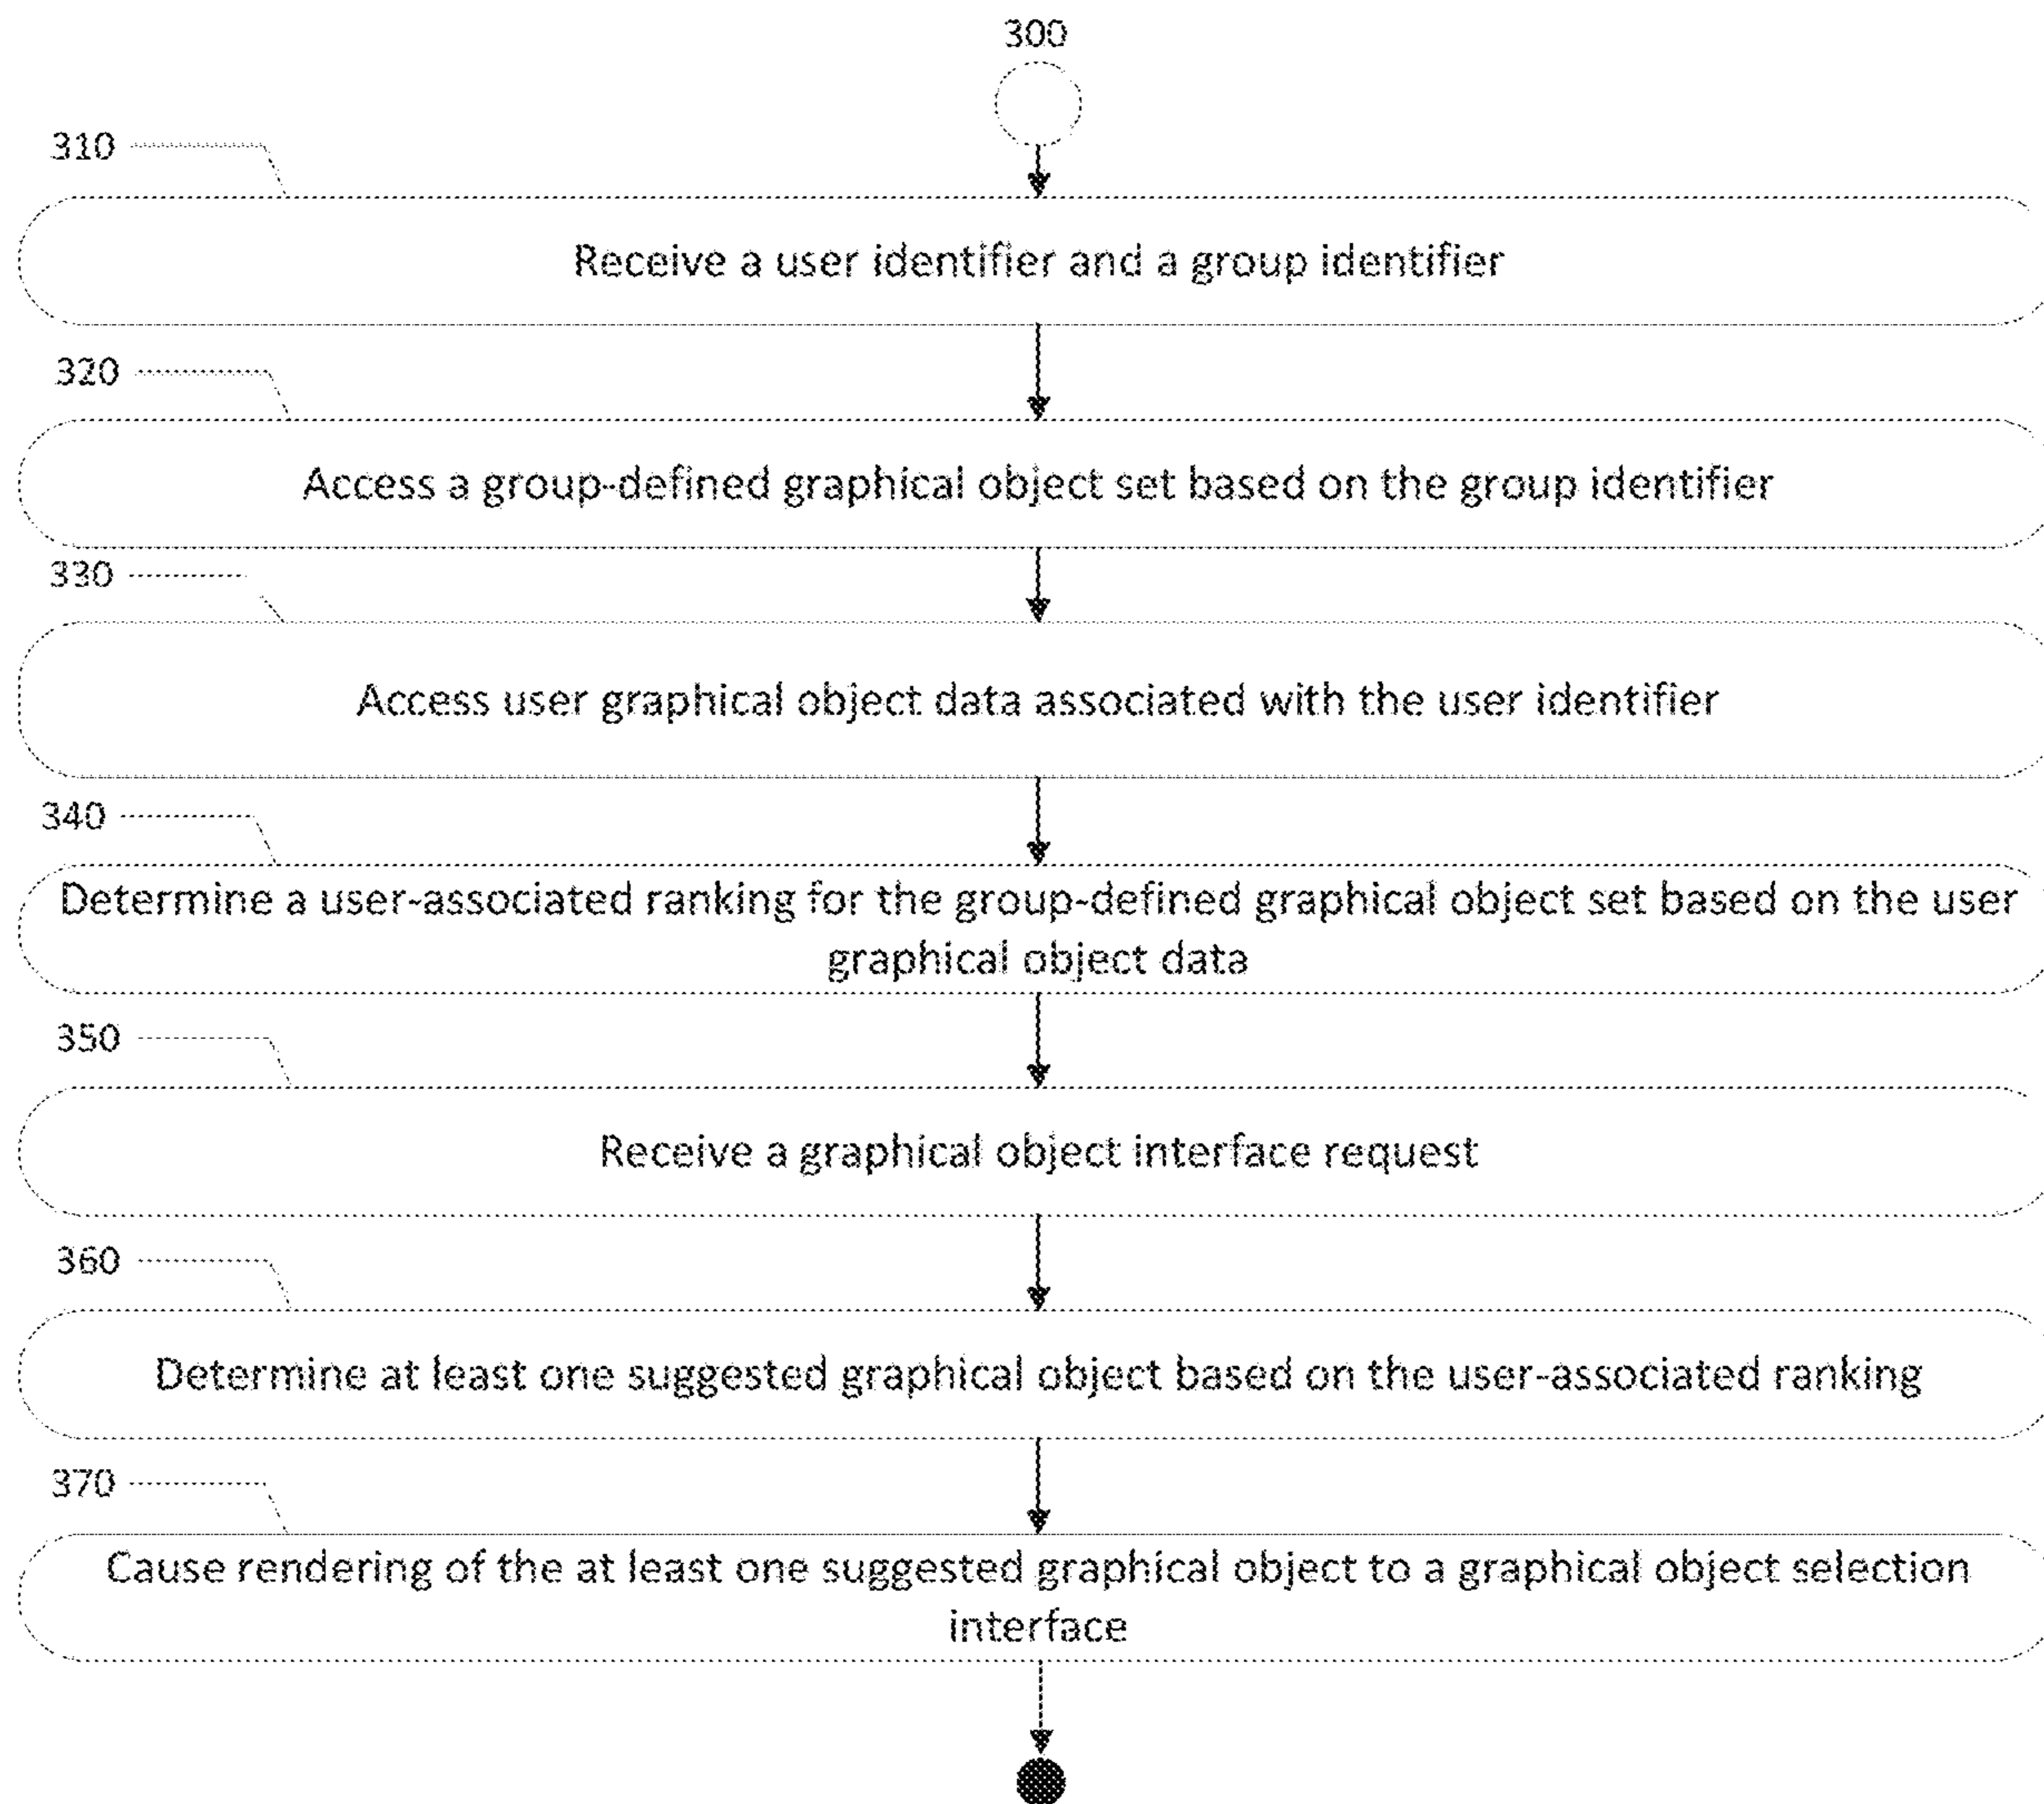 300
310
Receive a user identifier and a group identifier
320
Access a group-defined graphical object set based on the group identifier
330
Access user graphical object data associated with the user identifier
340
Determine a user-associated ranking for the group-defined graphical object set based on the user
graphical object data
350
Receive a graphical object interface request
360
Determine at least one suggested graphical object based on the user-associated ranking
370
Cause rendering of the at least one suggested graphical object to a graphical object selection
interface